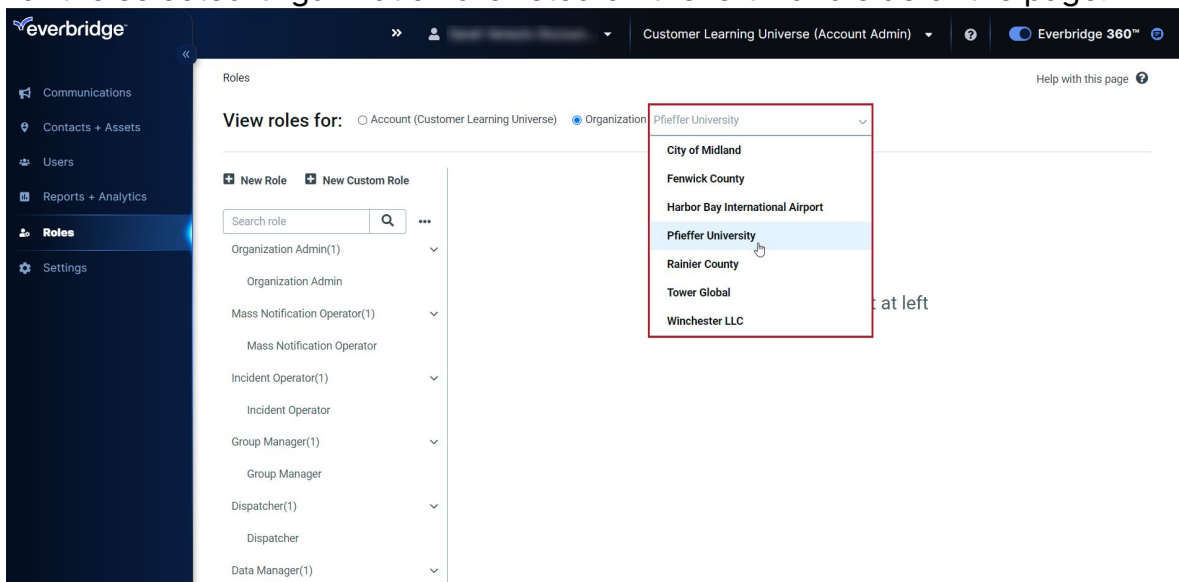 everbridge
Customer Learning Universe (Account Admin)
Everbridge 360™
Communications
Contacts + Assets
Users
Reports + Analytics
Roles
Settings
Roles
Help with this page
View roles for: Account (Customer Learning Universe) Organization Pfieffer University
City of Midland
Fenwick County
Harbor Bay International Airport
Pfieffer University
Rainier County
Tower Global
Winchester LLC
New Role New Custom Role
Search role
Organization Admin(1)
Organization Admin
Mass Notification Operator(1)
Mass Notification Operator
Incident Operator(1)
Incident Operator
Group Manager(1)
Group Manager
Dispatcher(1)
Dispatcher
Data Manager(1)
at left